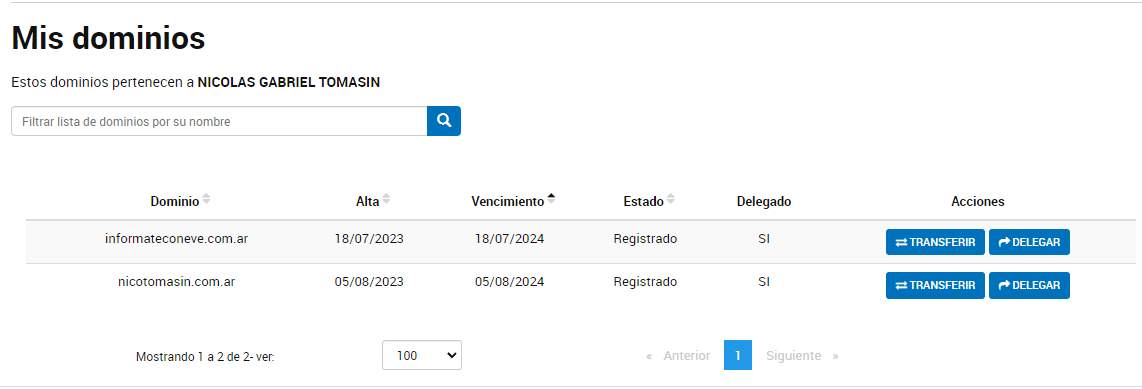 Mis dominios
Estos dominios pertenecen a NICOLAS GABRIEL TOMASIN
Filtrar lista de dominios por su nombre
Dominio Alta Vencimiento Estado Delegado Acciones
informateconeve.com.ar 18/07/2023 18/07/2024 Registrado SI TRANSFERIR DELEGAR
nicotomasin.com.ar 05/08/2023 05/08/2024 Registrado SI TRANSFERIR DELEGAR
Mostrando 1 a 2 de 2- ver: 100 « Anterior 1 Siguiente »